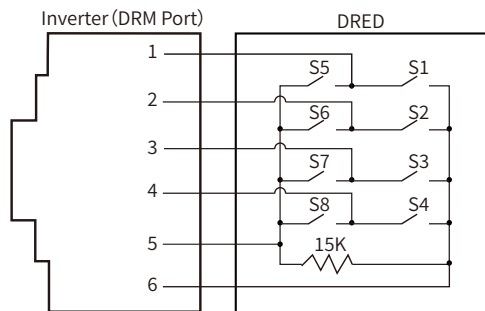 Inverter (DRM Port)
DRED
1
S5
S1
2
S6
S2
3
S7
S3
4
S8
S4
5
15K
6